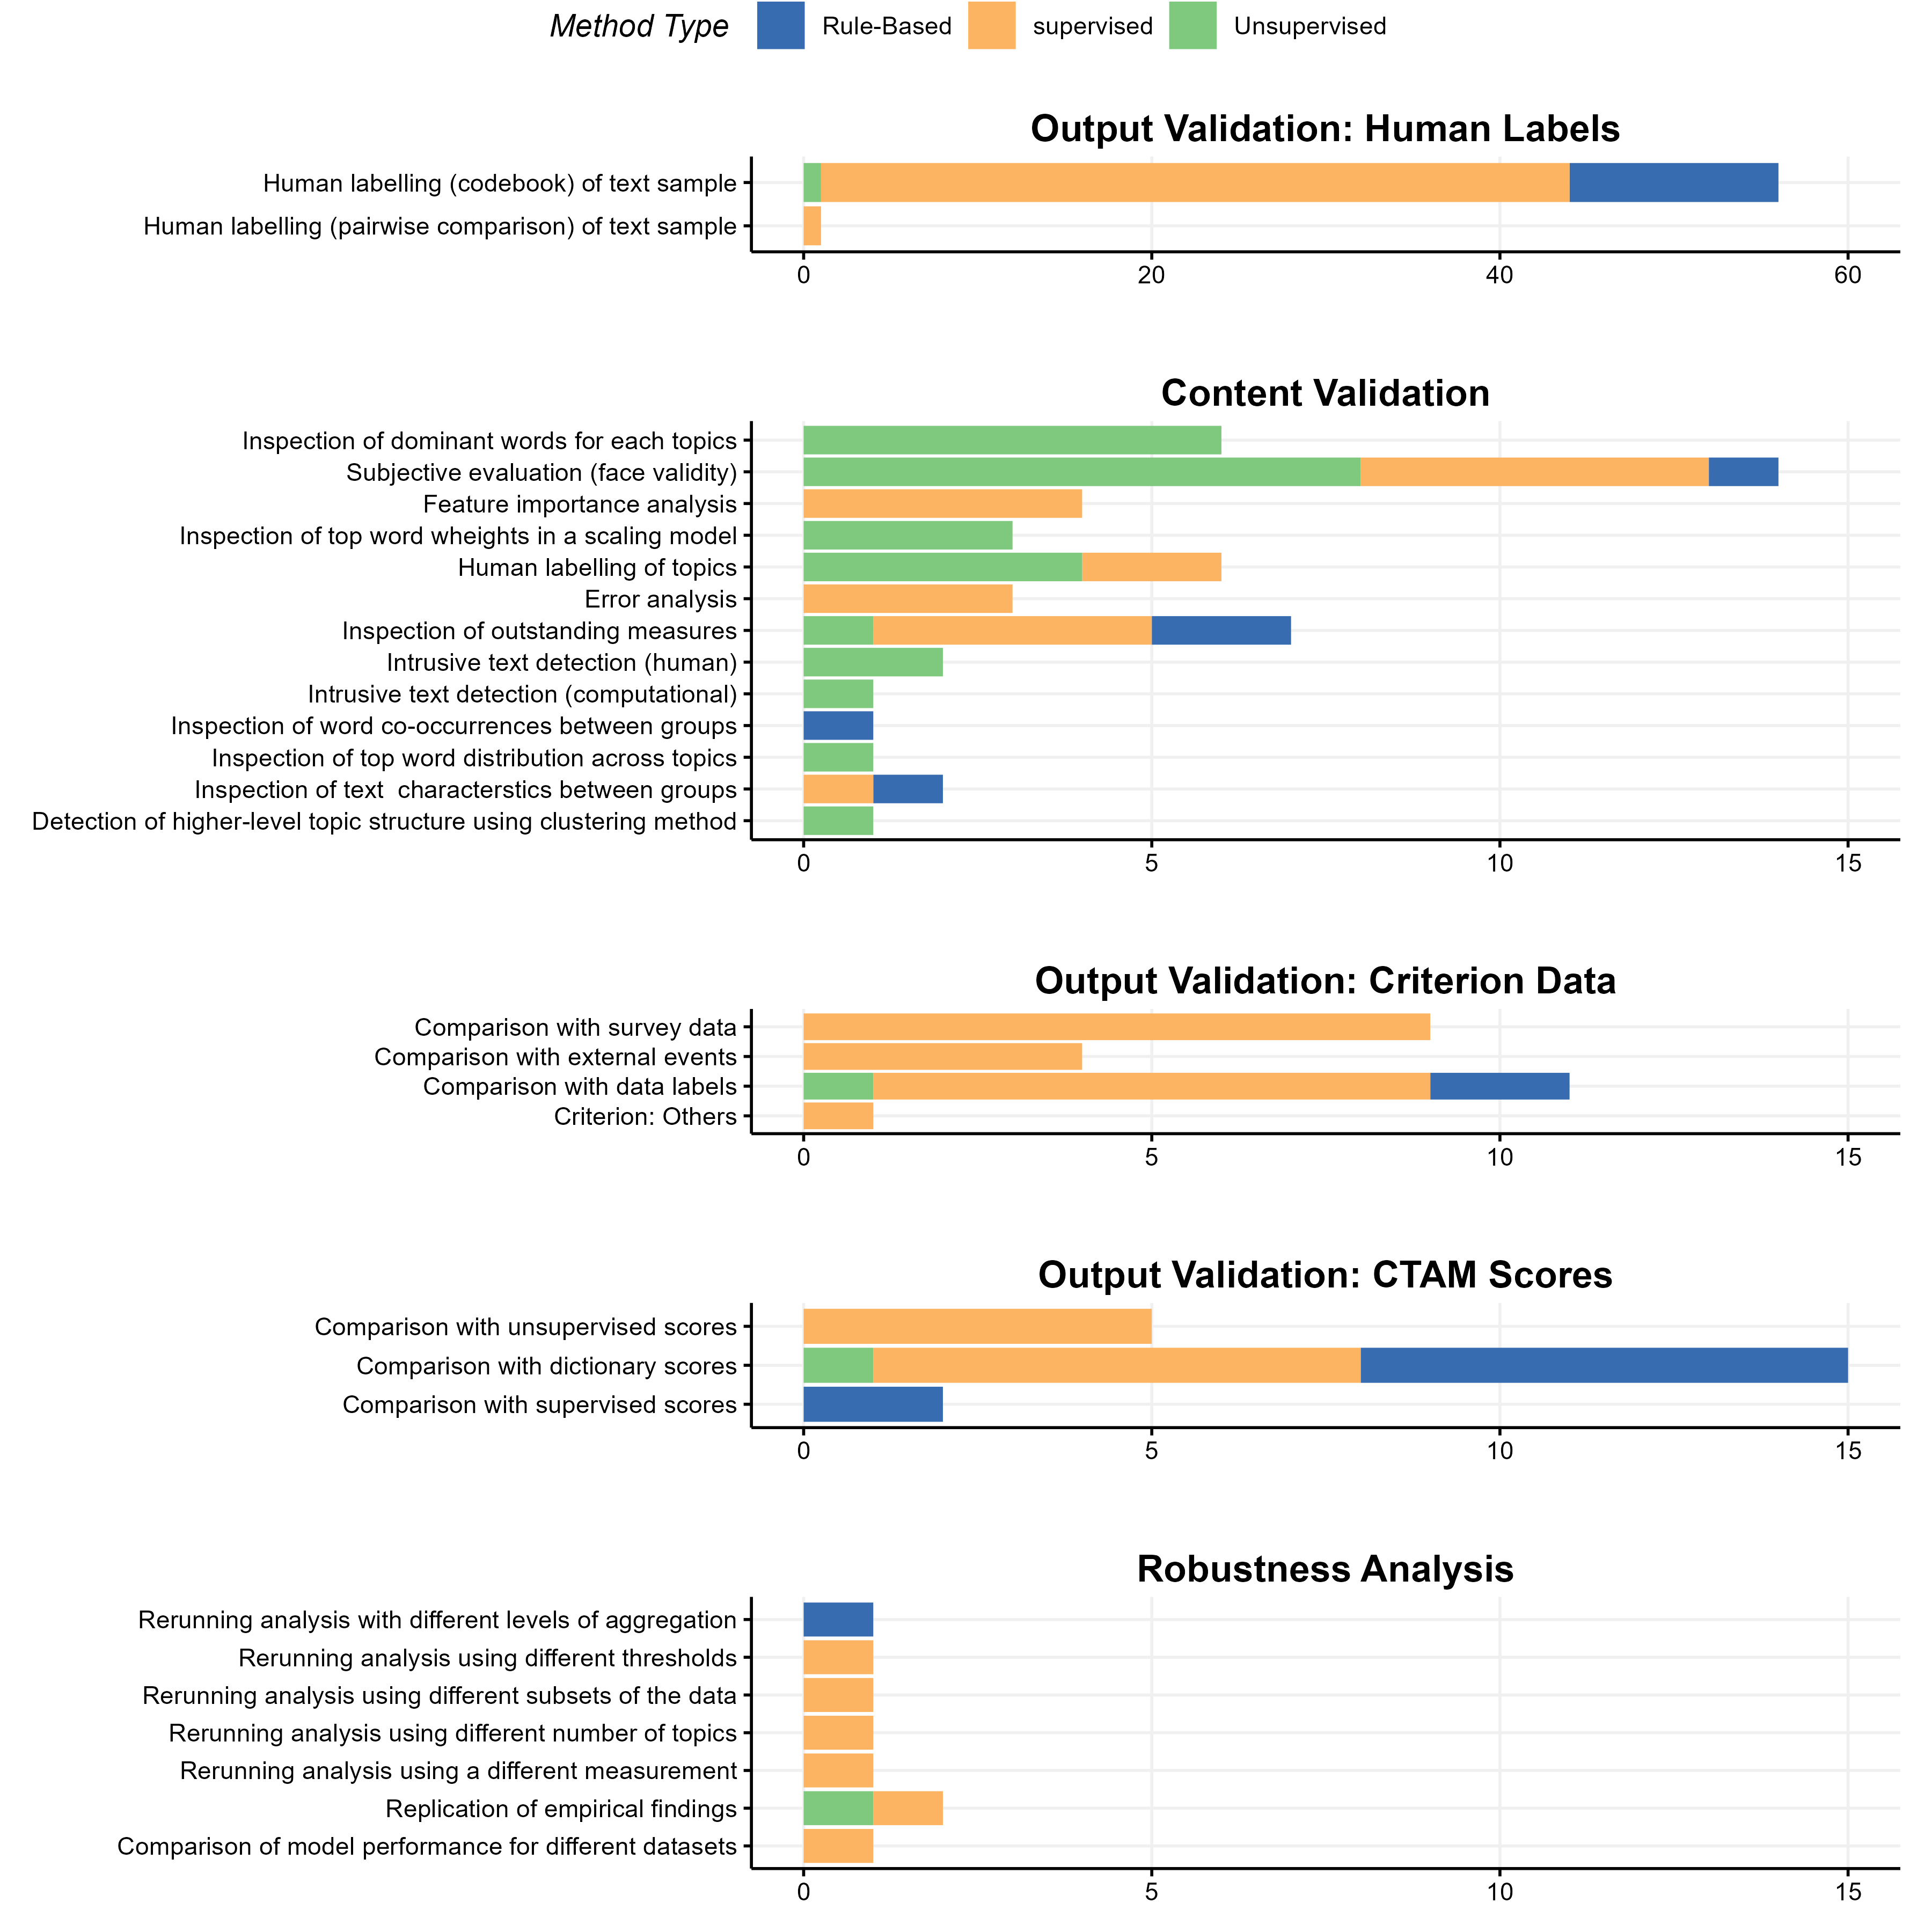 Method Type Rule-Based supervised Unsupervised
Output Validation: Human Labels
Human labelling (codebook) of text sample
Human labelling (pairwise comparison) of text sample
0 20 40 60
Content Validation
Inspection of dominant words for each topics
Subjective evaluation (face validity)
Feature importance analysis
Inspection of top word wheights in a scaling model
Human labelling of topics
Error analysis
Inspection of outstanding measures
Intrusive text detection (human)
Intrusive text detection (computational)
Inspection of word co-occurrences between groups
Inspection of top word distribution across topics
Inspection of text  characterstics between groups
Detection of higher-level topic structure using clustering method
0 5 10 15
Output Validation: Criterion Data
Comparison with survey data
Comparison with external events
Comparison with data labels
Criterion: Others
0 5 10 15
Output Validation: CTAM Scores
Comparison with unsupervised scores
Comparison with dictionary scores
Comparison with supervised scores
0 5 10 15
Robustness Analysis
Rerunning analysis with different levels of aggregation
Rerunning analysis using different thresholds
Rerunning analysis using different subsets of the data
Rerunning analysis using different number of topics
Rerunning analysis using a different measurement
Replication of empirical findings
Comparison of model performance for different datasets
0 5 10 15